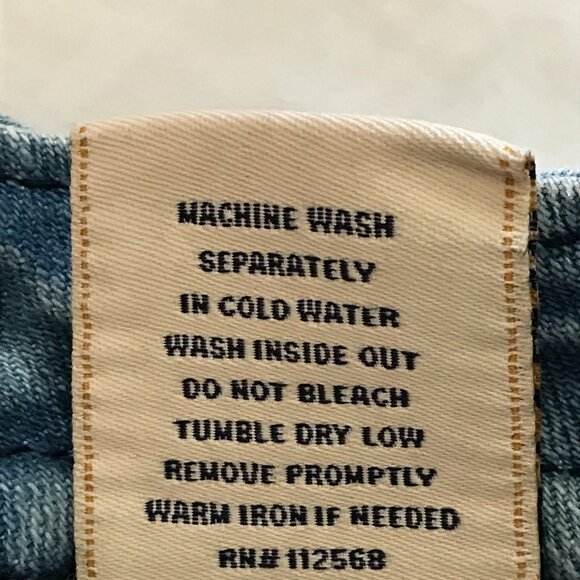 MACHINE WASH
SEPARATELY
IN COLD WATER
WASH INSIDE OUT
DO NOT BLEACH
TUMBLE DRY LOW
REMOVE PROMPTLY
WARM IRON IF NEEDED
RN# 112568